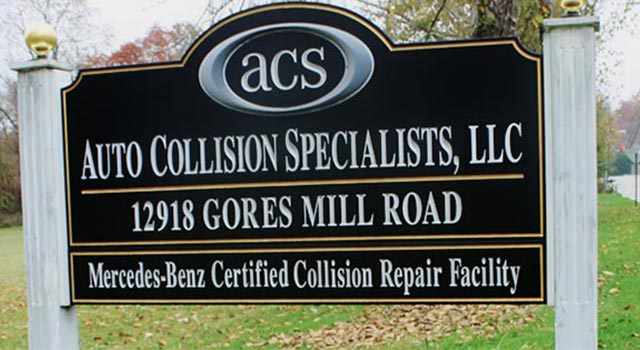 acs
AUTO COLLISION SPECIALISTS, LLC
12918 GORES MILL ROAD
Mercedes-Benz Certified Collision Repair Facility